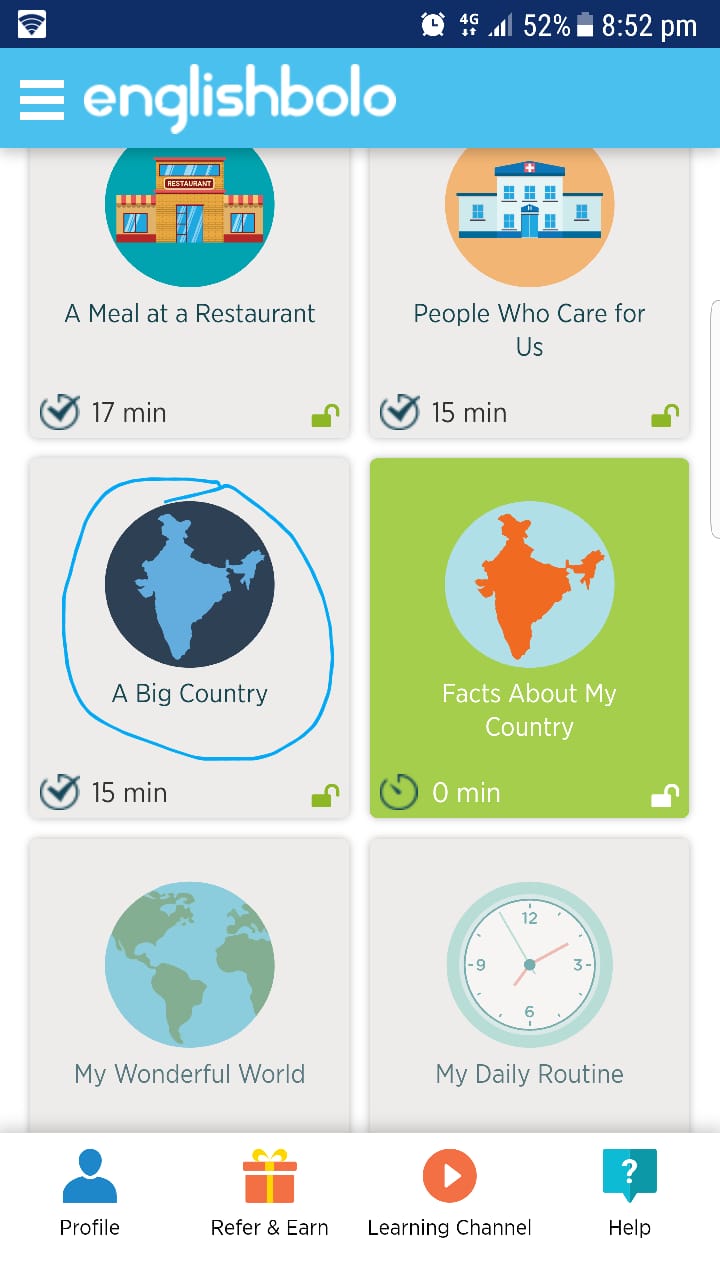 4G 52% 8:52 pm
englishbolo
RESTAURANT
A Meal at a Restaurant
17 min
People Who Care for
Us
15 min
A Big Country
15 min
Facts About My
Country
0 min
My Wonderful World
12
9 3
6
My Daily Routine
Profile Refer & Earn Learning Channel Help
?